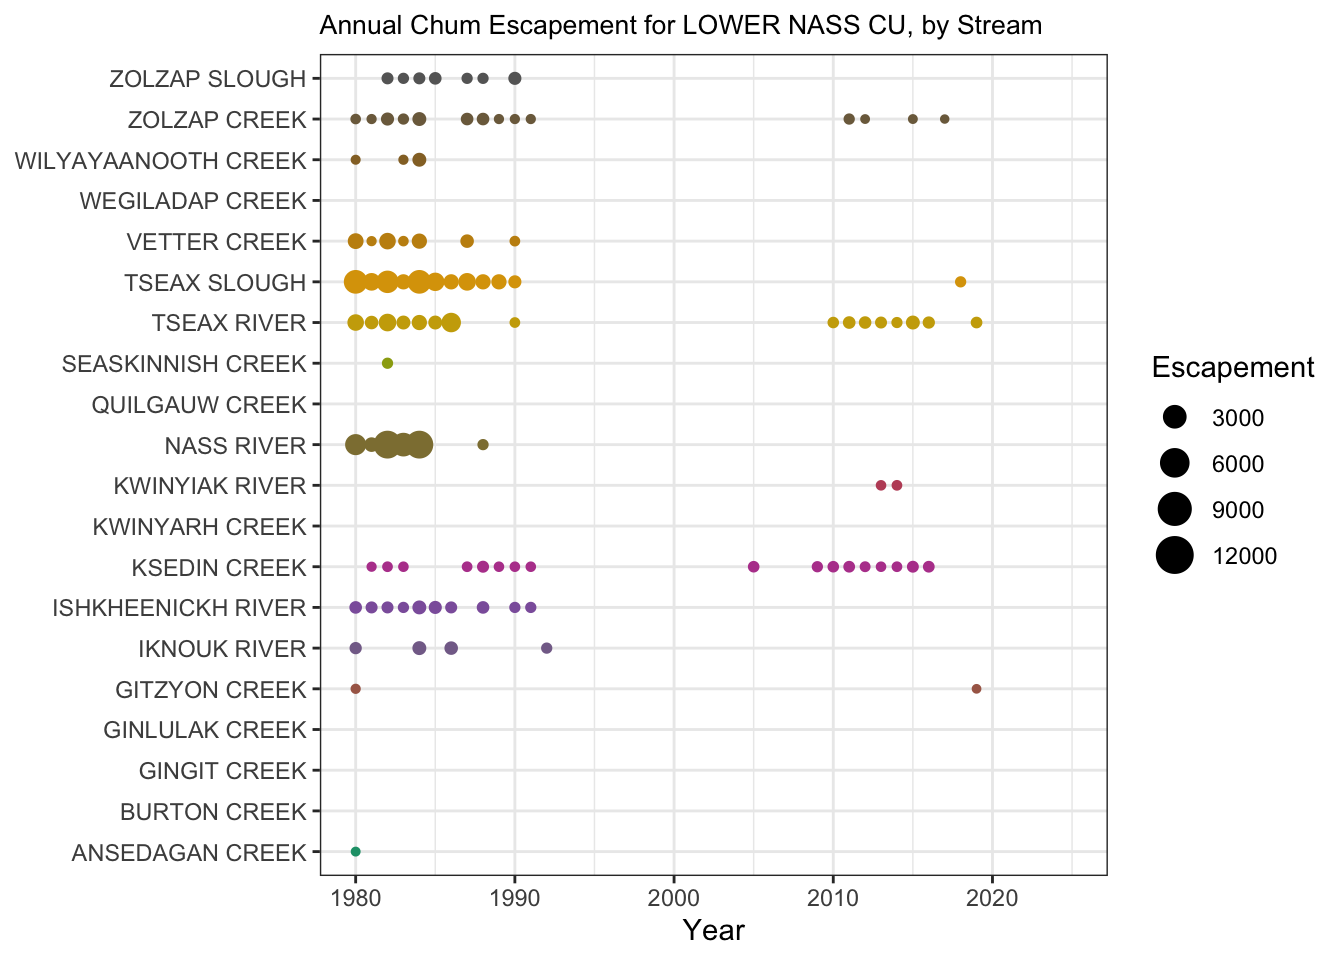 Annual Chum Escapement for LOWER NASS CU, by Stream
ZOLZAP SLOUGH
ZOLZAP CREEK
WILYAYAANOOTH CREEK
WEGILADAP CREEK
VETTER CREEK
TSEAX SLOUGH
TSEAX RIVER
SEASKINNISH CREEK
QUILGAUW CREEK
NASS RIVER
KWINYIAK RIVER
KWINYARH CREEK
KSEDIN CREEK
ISHKHEENICKH RIVER
IKNOUK RIVER
GITZYON CREEK
GINLULAK CREEK
GINGIT CREEK
BURTON CREEK
ANSEDAGAN CREEK
1980 1990 2000 2010 2020
Year
Escapement
3000
6000
9000
12000